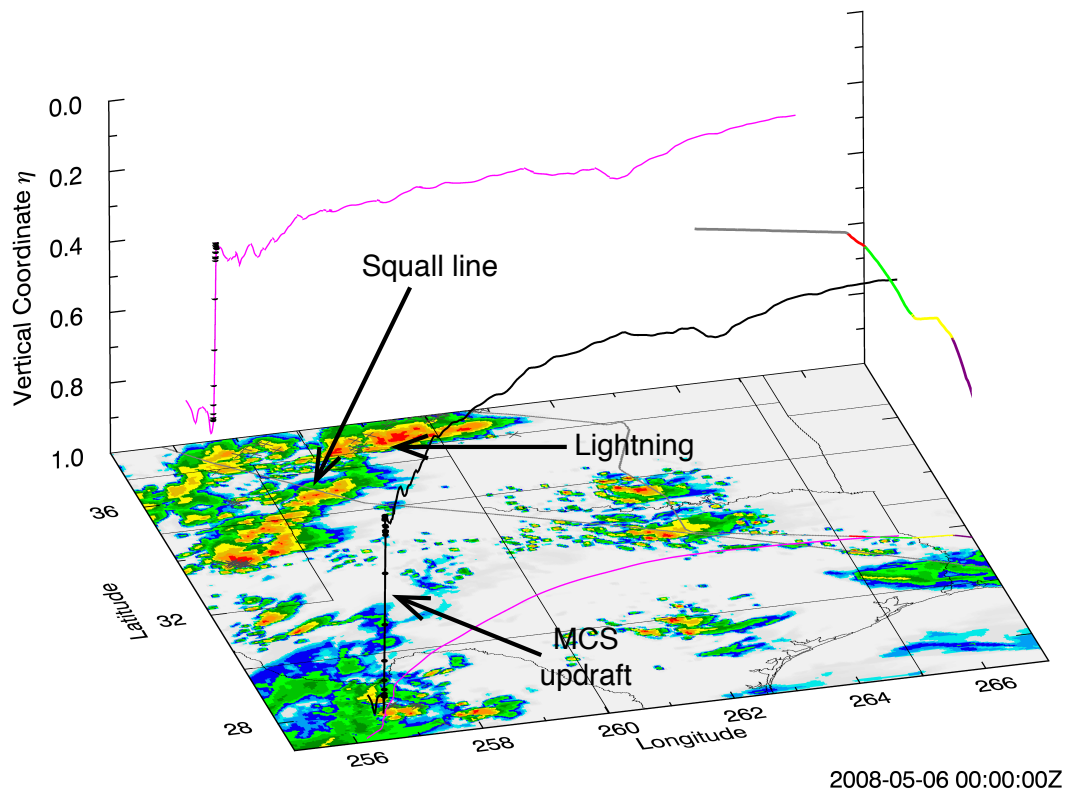 0.0
0.2
0.4
0.6
0.8
1.0
Vertical Coordinate η
Squall line
Lightning
MCS
updraft
36
32
28
Latitude
256
258
260
262
264
266
Longitude
2008-05-06 00:00:00Z